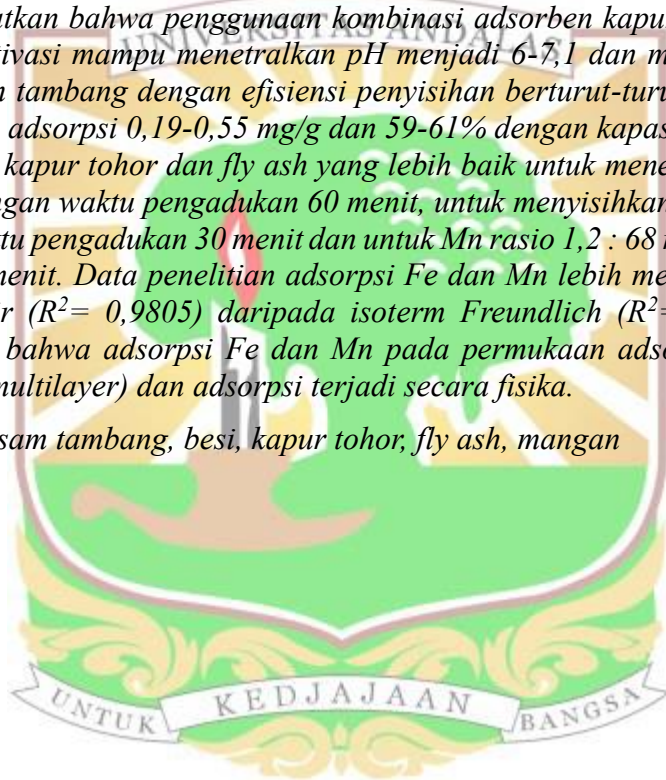 atkan bahwa penggunaan kombinasi adsorben kapur
UNIVERSITAS ANDALAS
ivasi mampu menetralkan pH menjadi 6-7,1 dan m
n tambang dengan efisiensi penyisihan berturut-turu
adsorpsi 0,19-0,55 mg/g dan 59-61% dengan kapas
kapur tohor dan fly ash yang lebih baik untuk mene
ngan waktu pengadukan 60 menit, untuk menyisihkan
tu pengadukan 30 menit dan untuk Mn rasio 1,2 : 68
menit. Data penelitian adsorpsi Fe dan Mn lebih me
r (R²= 0,9805) daripada isoterm Freundlich (R²=
bahwa adsorpsi Fe dan Mn pada permukaan adso
multilayer) dan adsorpsi terjadi secara fisika.
sam tambang, besi, kapur tohor, fly ash, mangan
UNTUK KEDJAJAAN BANGSA